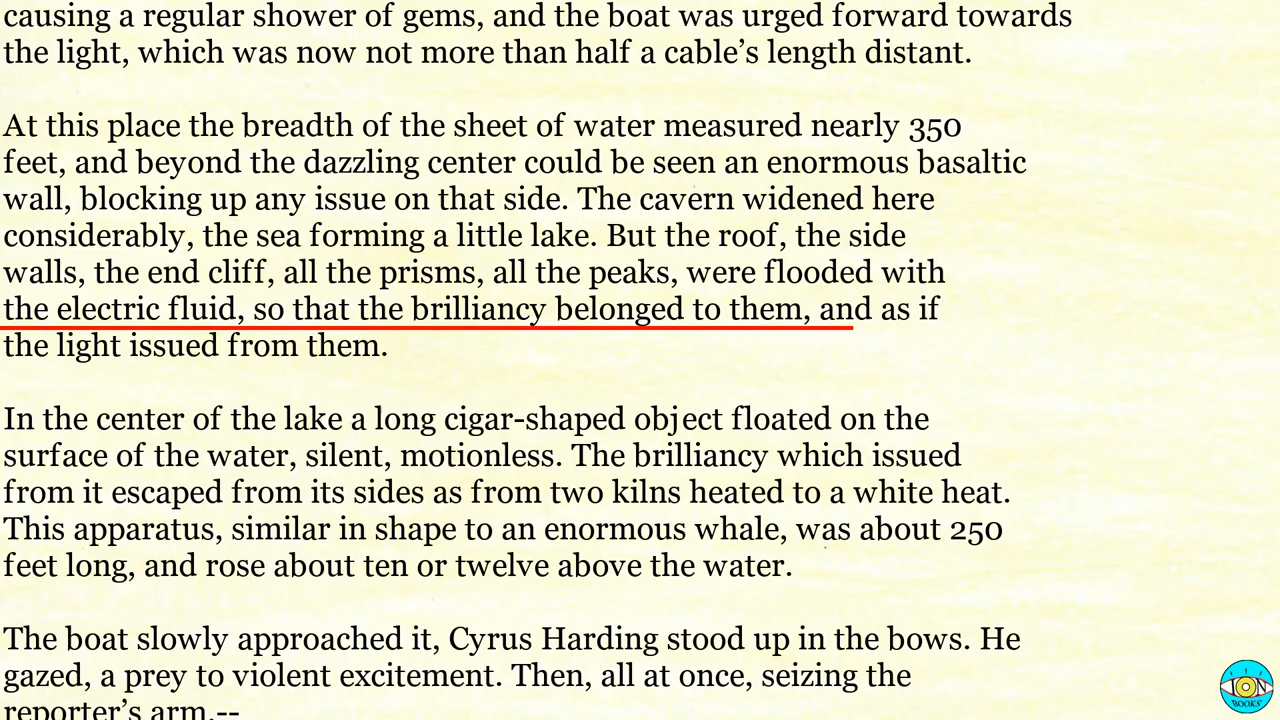 causing a regular shower of gems, and the boat was urged forward towards
the light, which was now not more than half a cable’s length distant.
At this place the breadth of the sheet of water measured nearly 350
feet, and beyond the dazzling center could be seen an enormous basaltic
wall, blocking up any issue on that side. The cavern widened here
considerably, the sea forming a little lake. But the roof, the side
walls, the end cliff, all the prisms, all the peaks, were flooded with
the electric fluid, so that the brilliancy belonged to them, and as if
the light issued from them.
In the center of the lake a long cigar-shaped object floated on the
surface of the water, silent, motionless. The brilliancy which issued
from it escaped from its sides as from two kilns heated to a white heat.
This apparatus, similar in shape to an enormous whale, was about 250
feet long, and rose about ten or twelve above the water.
The boat slowly approached it, Cyrus Harding stood up in the bows. He
gazed, a prey to violent excitement. Then, all at once, seizing the
reporter’s arm,--
ION
BOOKS